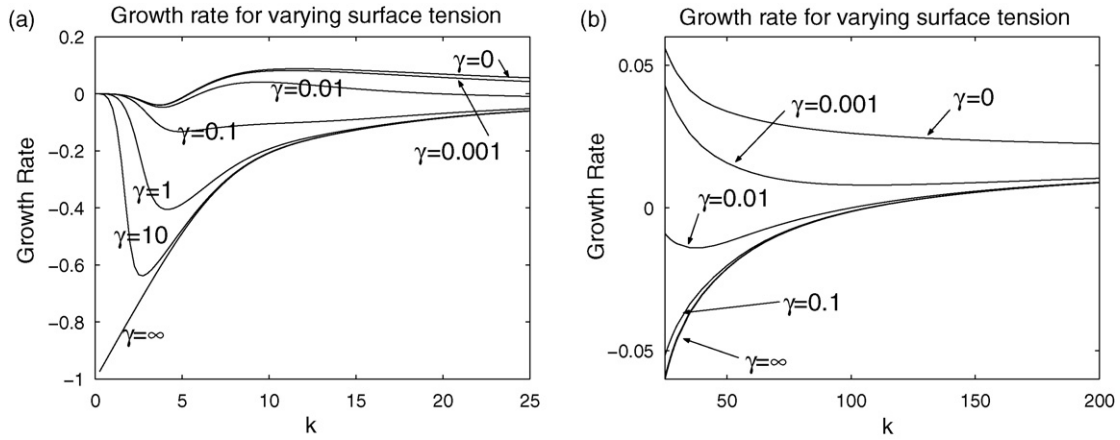 (a) Growth rate for varying surface tension
0.2
0
−0.2
−0.4
−0.6
−0.8
−1
Growth Rate
γ=0
γ=0.01
γ=0.1
γ=0.001
γ=1
γ=10
γ=∞
0 5 10 15 20 25
k
(b) Growth rate for varying surface tension
0.05
0
−0.05
Growth Rate
γ=0.001
γ=0
γ=0.01
γ=0.1
γ=∞
50 100 150 200
k